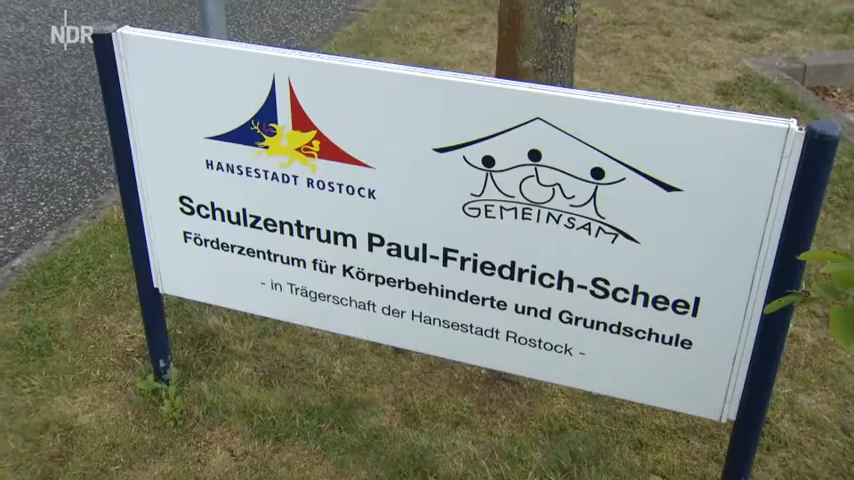 NDR
HANSESTADT ROSTOCK
GEMEINSAM
Schulzentrum Paul-Friedrich-Scheel
Förderzentrum für Körperbehinderte und Grundschule
- in Trägerschaft der Hansestadt Rostock -